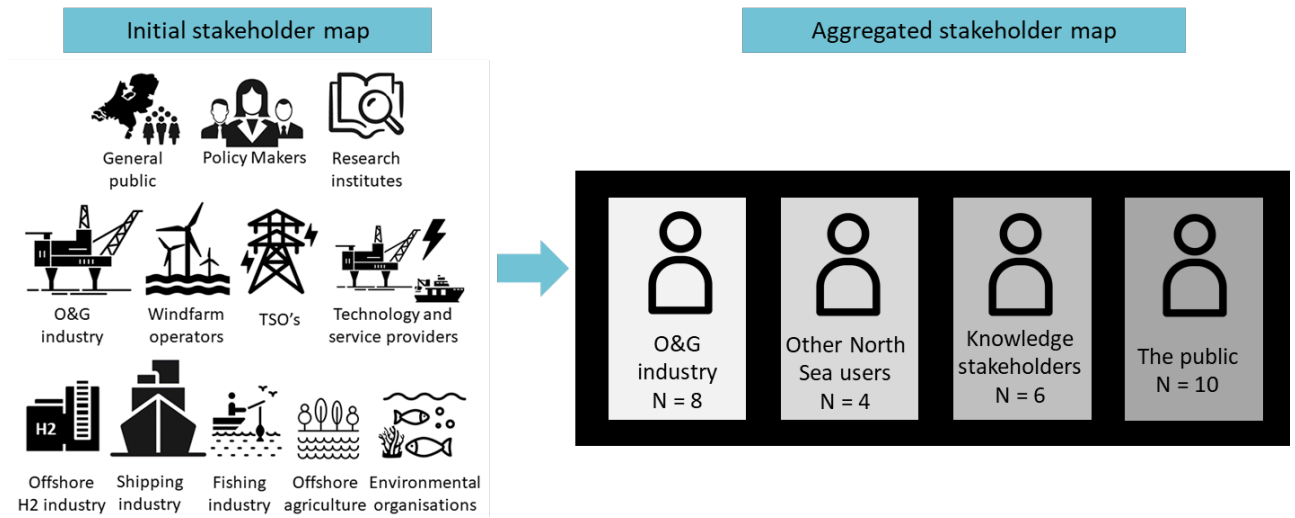 Initial stakeholder map
Aggregated stakeholder map
General
public
Policy Makers
Research
institutes
O&G
industry
Windfarm
operators
TSO's
Technology and
service providers
H2
Offshore
H2 industry
Shipping
industry
Fishing
industry
Offshore
agriculture
Environmental
organisations
O&G
industry
N = 8
Other North
Sea users
N = 4
Knowledge
stakeholders
N = 6
The public
N = 10